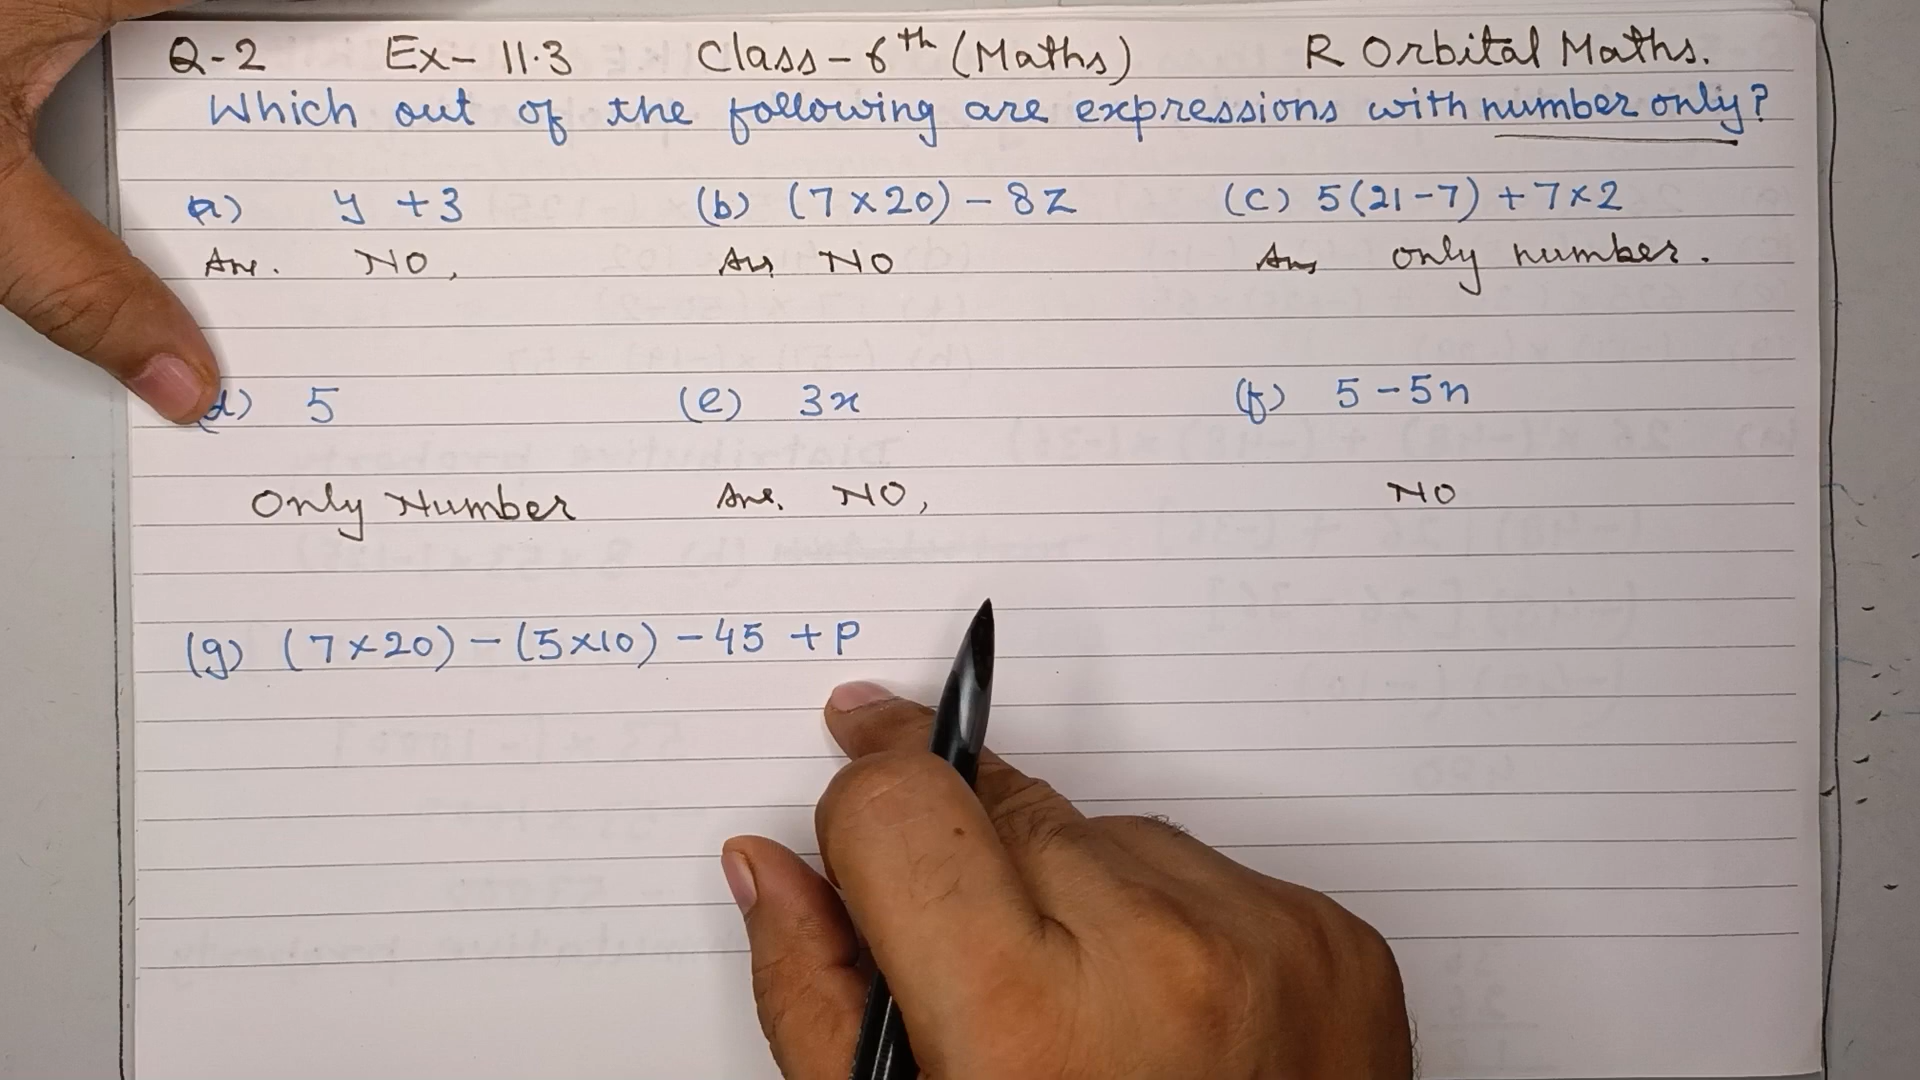 Q-2 Ex- 11.3 Class - 6th (Maths) R Orbital Maths.
Which out of the following are expressions with number only?
a) y + 3 (b) (7×20) - 8z (c) 5(21-7) + 7×2
Ans. NO, Ans NO Ans only number.
d) 5 (e) 3x (f) 5 - 5n
Only Number Ans. NO, NO
(g) (7×20) - (5×10) - 45 + P